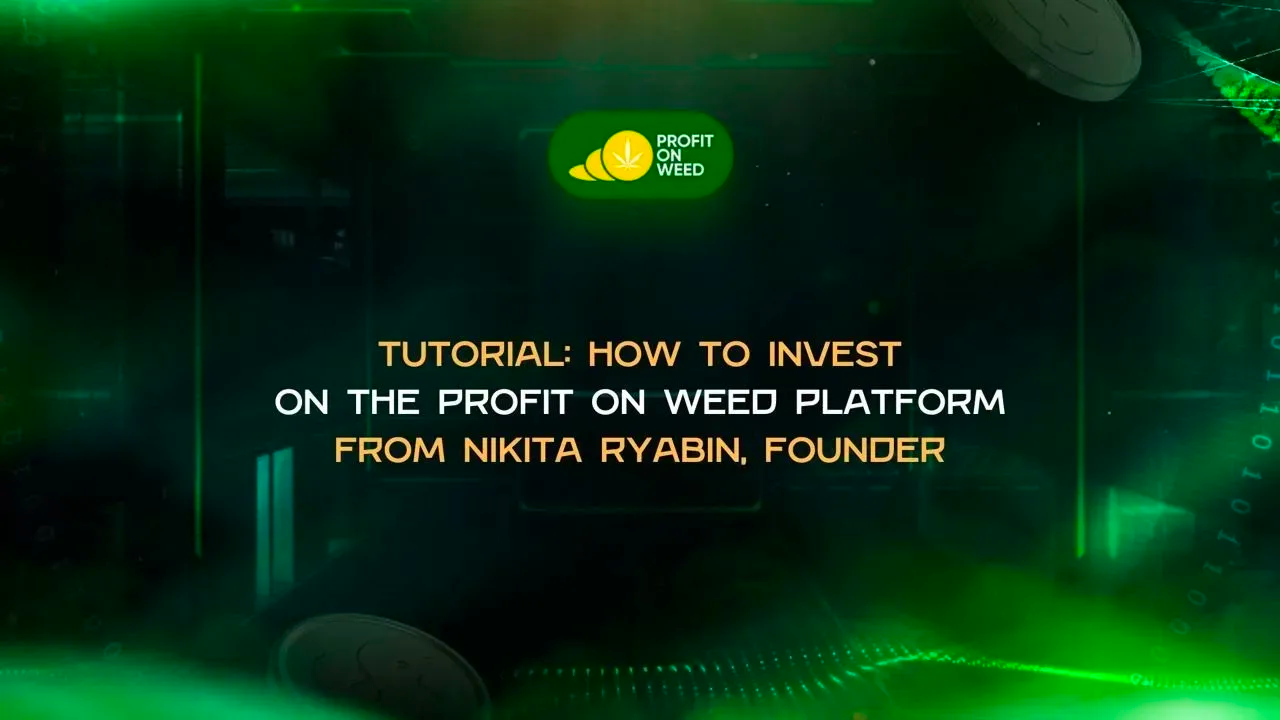 PROFIT
ON
WEED
TUTORIAL: HOW TO INVEST
ON THE PROFIT ON WEED PLATFORM
FROM NIKITA RYABIN, FOUNDER